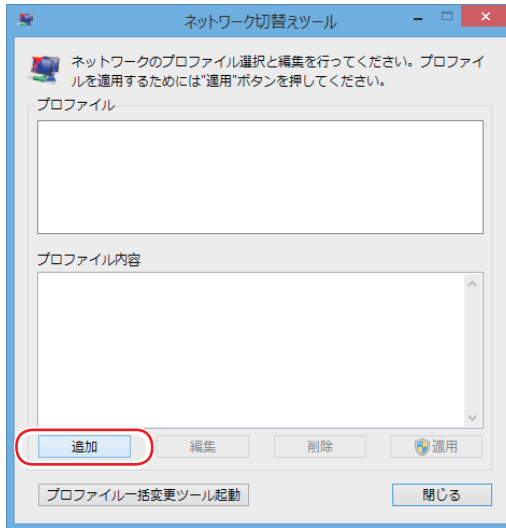 ネットワーク切替えツール
ネットワークのプロファイル選択と編集を行ってください。プロファイ
ルを適用するためには"適用"ボタンを押してください。
プロファイル
プロファイル内容
追加 編集 削除 適用
プロファイル一括変更ツール起動 閉じる